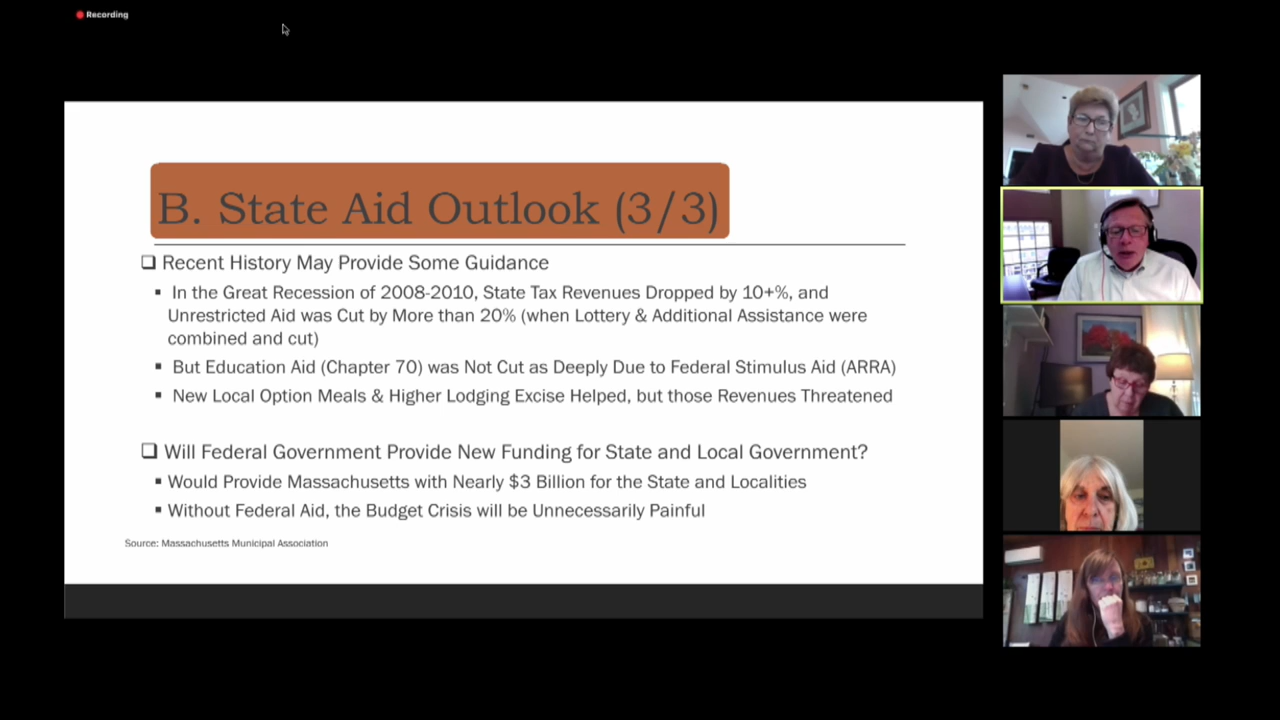 Recording
B. State Aid Outlook (3/3)
Recent History May Provide Some Guidance
In the Great Recession of 2008-2010, State Tax Revenues Dropped by 10+%, and
Unrestricted Aid was Cut by More than 20% (when Lottery & Additional Assistance were
combined and cut)
But Education Aid (Chapter 70) was Not Cut as Deeply Due to Federal Stimulus Aid (ARRA)
New Local Option Meals & Higher Lodging Excise Helped, but those Revenues Threatened
Will Federal Government Provide New Funding for State and Local Government?
Would Provide Massachusetts with Nearly $3 Billion for the State and Localities
Without Federal Aid, the Budget Crisis will be Unnecessarily Painful
Source: Massachusetts Municipal Association